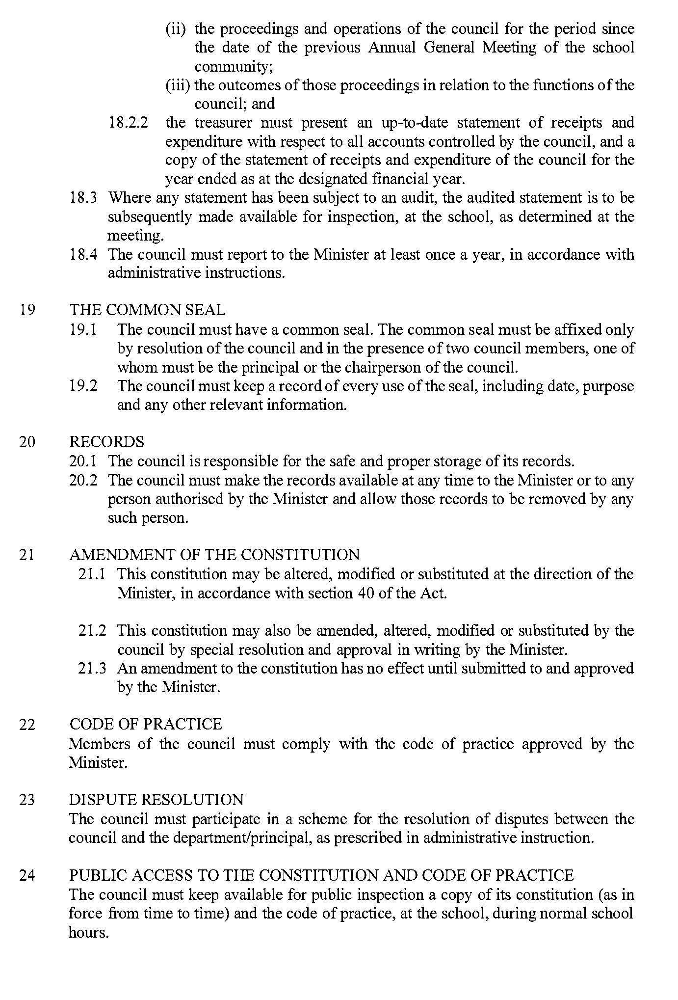 (ii) the proceedings and operations of the council for the period since
the date of the previous Annual General Meeting of the school
community;
(iii) the outcomes of those proceedings in relation to the functions of the
council; and
18.2.2 the treasurer must present an up-to-date statement of receipts and
expenditure with respect to all accounts controlled by the council, and a
copy of the statement of receipts and expenditure of the council for the
year ended as at the designated financial year.
18.3 Where any statement has been subject to an audit, the audited statement is to be
subsequently made available for inspection, at the school, as determined at the
meeting.
18.4 The council must report to the Minister at least once a year, in accordance with
administrative instructions.
19 THE COMMON SEAL
19.1 The council must have a common seal. The common seal must be affixed only
by resolution of the council and in the presence of two council members, one of
whom must be the principal or the chairperson of the council.
19.2 The council must keep a record of every use of the seal, including date, purpose
and any other relevant information.
20 RECORDS
20.1 The council is responsible for the safe and proper storage of its records.
20.2 The council must make the records available at any time to the Minister or to any
person authorised by the Minister and allow those records to be removed by any
such person.
21 AMENDMENT OF THE CONSTITUTION
21.1 This constitution may be altered, modified or substituted at the direction of the
Minister, in accordance with section 40 of the Act.
21.2 This constitution may also be amended, altered, modified or substituted by the
council by special resolution and approval in writing by the Minister.
21.3 An amendment to the constitution has no effect until submitted to and approved
by the Minister.
22 CODE OF PRACTICE
Members of the council must comply with the code of practice approved by the
Minister.
23 DISPUTE RESOLUTION
The council must participate in a scheme for the resolution of disputes between the
council and the department/principal, as prescribed in administrative instruction.
24 PUBLIC ACCESS TO THE CONSTITUTION AND CODE OF PRACTICE
The council must keep available for public inspection a copy of its constitution (as in
force from time to time) and the code of practice, at the school, during normal school
hours.